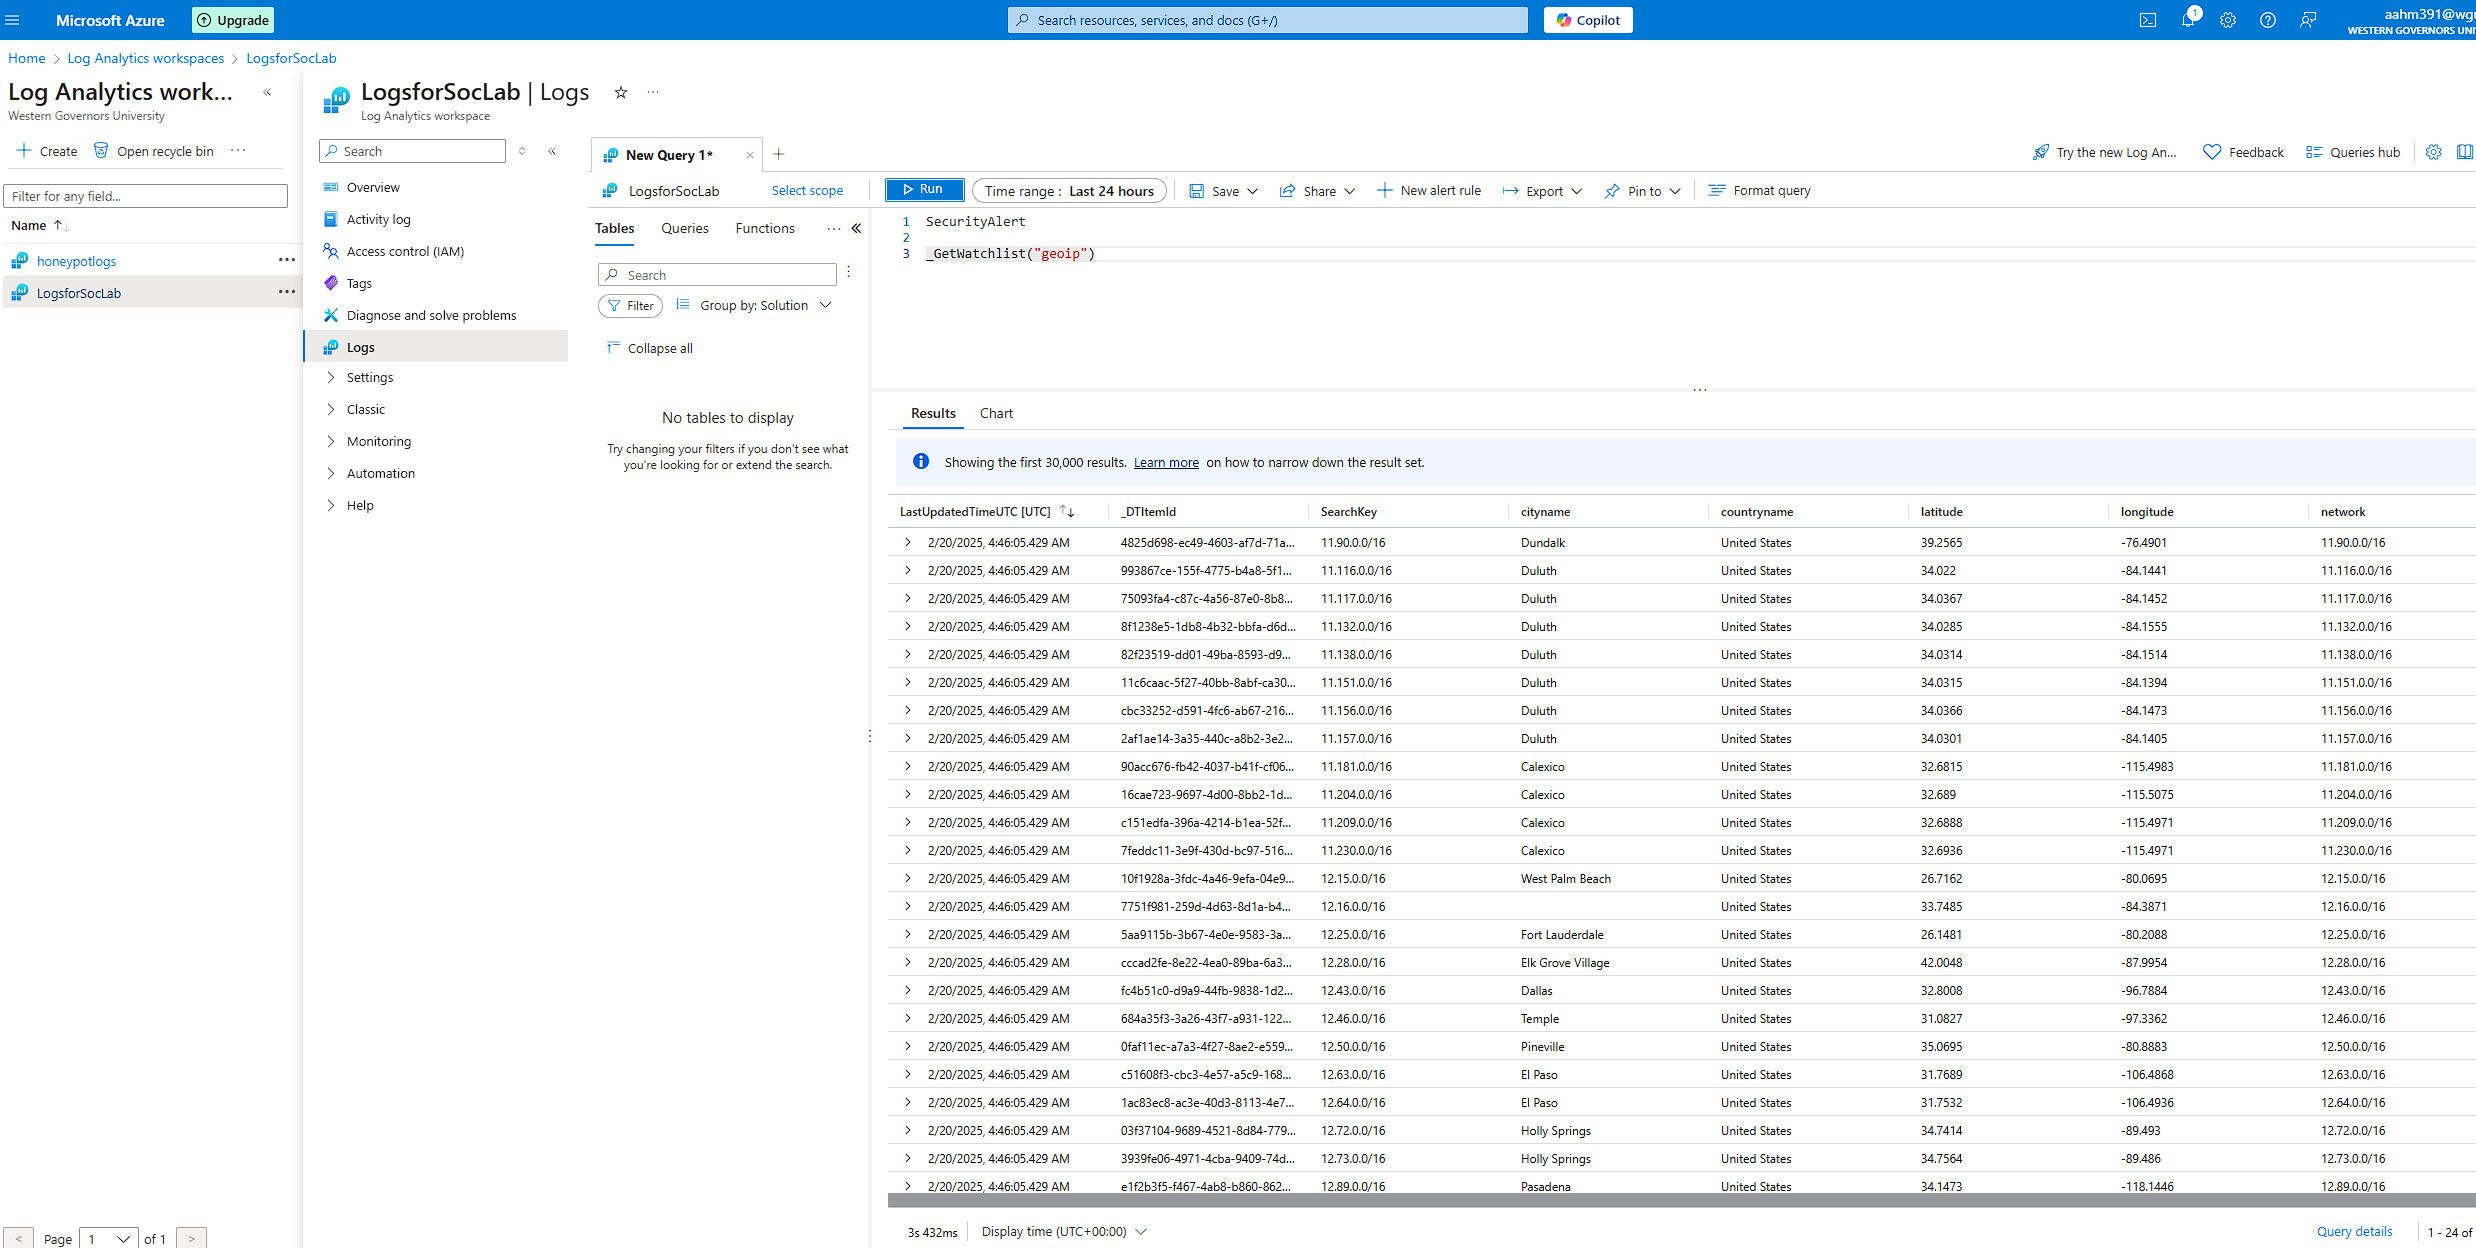 Microsoft Azure
Upgrade
Search resources, services, and docs (G+/)
Copilot
1
aahm391@wgu
WESTERN GOVERNORS UNI
Home > Log Analytics workspaces > LogsforSocLab
Log Analytics work...
Western Governors University
Create
Open recycle bin
Filter for any field...
Name
honeypotlogs
LogsforSocLab
< Page 1 of 1 >
LogsforSocLab | Logs
Log Analytics workspace
Search
Overview
Activity log
Access control (IAM)
Tags
Diagnose and solve problems
Logs
Settings
Classic
Monitoring
Automation
Help
New Query 1*
Try the new Log An...
Feedback
Queries hub
LogsforSocLab
Select scope
Run
Time range : Last 24 hours
Save
Share
New alert rule
Export
Pin to
Format query
Tables Queries Functions
Search
Filter
Group by: Solution
Collapse all
No tables to display
Try changing your filters if you don't see what
you're looking for or extend the search.
1 SecurityAlert
2
3 _GetWatchlist("geoip")
Results Chart
Showing the first 30,000 results. Learn more on how to narrow down the result set.
LastUpdatedTimeUTC [UTC] _DTItemId SearchKey cityname countryname latitude longitude network
2/20/2025, 4:46:05.429 AM 4825d698-ec49-4603-af7d-71a... 11.90.0.0/16 Dundalk United States 39.2565 -76.4901 11.90.0.0/16
2/20/2025, 4:46:05.429 AM 993867ce-155f-4775-b4a8-5f1... 11.116.0.0/16 Duluth United States 34.022 -84.1441 11.116.0.0/16
2/20/2025, 4:46:05.429 AM 75093fa4-c87c-4a56-87e0-8b8... 11.117.0.0/16 Duluth United States 34.0367 -84.1452 11.117.0.0/16
2/20/2025, 4:46:05.429 AM 8f1238e5-1db8-4b32-bbfa-d6d... 11.132.0.0/16 Duluth United States 34.0285 -84.1555 11.132.0.0/16
2/20/2025, 4:46:05.429 AM 82f23519-dd01-49ba-8593-d9... 11.138.0.0/16 Duluth United States 34.0314 -84.1514 11.138.0.0/16
2/20/2025, 4:46:05.429 AM 11c6caac-5f27-40bb-8abf-ca30... 11.151.0.0/16 Duluth United States 34.0315 -84.1394 11.151.0.0/16
2/20/2025, 4:46:05.429 AM cbc33252-d591-4fc6-ab67-216... 11.156.0.0/16 Duluth United States 34.0366 -84.1473 11.156.0.0/16
2/20/2025, 4:46:05.429 AM 2af1ae14-3a35-440c-a8b2-3e2... 11.157.0.0/16 Duluth United States 34.0301 -84.1405 11.157.0.0/16
2/20/2025, 4:46:05.429 AM 90acc676-fb42-4037-b41f-cf06... 11.181.0.0/16 Calexico United States 32.6815 -115.4983 11.181.0.0/16
2/20/2025, 4:46:05.429 AM 16cae723-9697-4d00-8bb2-1d... 11.204.0.0/16 Calexico United States 32.689 -115.5075 11.204.0.0/16
2/20/2025, 4:46:05.429 AM c151edfa-396a-4214-b1ea-52f... 11.209.0.0/16 Calexico United States 32.6888 -115.4971 11.209.0.0/16
2/20/2025, 4:46:05.429 AM 7feddc11-3e9f-430d-bc97-516... 11.230.0.0/16 Calexico United States 32.6936 -115.4971 11.230.0.0/16
2/20/2025, 4:46:05.429 AM 10f1928a-3fdc-4a46-9efa-04e9... 12.15.0.0/16 West Palm Beach United States 26.7162 -80.0695 12.15.0.0/16
2/20/2025, 4:46:05.429 AM 7751f981-259d-4d63-8d1a-b4... 12.16.0.0/16 United States 33.7485 -84.3871 12.16.0.0/16
2/20/2025, 4:46:05.429 AM 5aa9115b-3b67-4e0e-9583-3a... 12.25.0.0/16 Fort Lauderdale United States 26.1481 -80.2088 12.25.0.0/16
2/20/2025, 4:46:05.429 AM cccad2fe-8e22-4ea0-89ba-6a3... 12.28.0.0/16 Elk Grove Village United States 42.0048 -87.9954 12.28.0.0/16
2/20/2025, 4:46:05.429 AM fc4b51c0-d9a9-44fb-9838-1d2... 12.43.0.0/16 Dallas United States 32.8008 -96.7884 12.43.0.0/16
2/20/2025, 4:46:05.429 AM 684a35f3-3a26-43f7-a931-122... 12.46.0.0/16 Temple United States 31.0827 -97.3362 12.46.0.0/16
2/20/2025, 4:46:05.429 AM 0faf11ec-a7a3-4f27-8ae2-e559... 12.50.0.0/16 Pineville United States 35.0695 -80.8883 12.50.0.0/16
2/20/2025, 4:46:05.429 AM c51608f3-cbc3-4e57-a5c9-168... 12.63.0.0/16 El Paso United States 31.7689 -106.4868 12.63.0.0/16
2/20/2025, 4:46:05.429 AM 1ac83ec8-ac3e-40d3-8113-4e7... 12.64.0.0/16 El Paso United States 31.7532 -106.4936 12.64.0.0/16
2/20/2025, 4:46:05.429 AM 03f37104-9689-4521-8d84-779... 12.72.0.0/16 Holly Springs United States 34.7414 -89.493 12.72.0.0/16
2/20/2025, 4:46:05.429 AM 3939fe06-4971-4cba-9409-74d... 12.73.0.0/16 Holly Springs United States 34.7564 -89.486 12.73.0.0/16
2/20/2025, 4:46:05.429 AM e1f2b3f5-f467-4ab8-b860-862... 12.89.0.0/16 Pasadena United States 34.1473 -118.1446 12.89.0.0/16
3s 432ms Display time (UTC+00:00) Query details 1 - 24 of